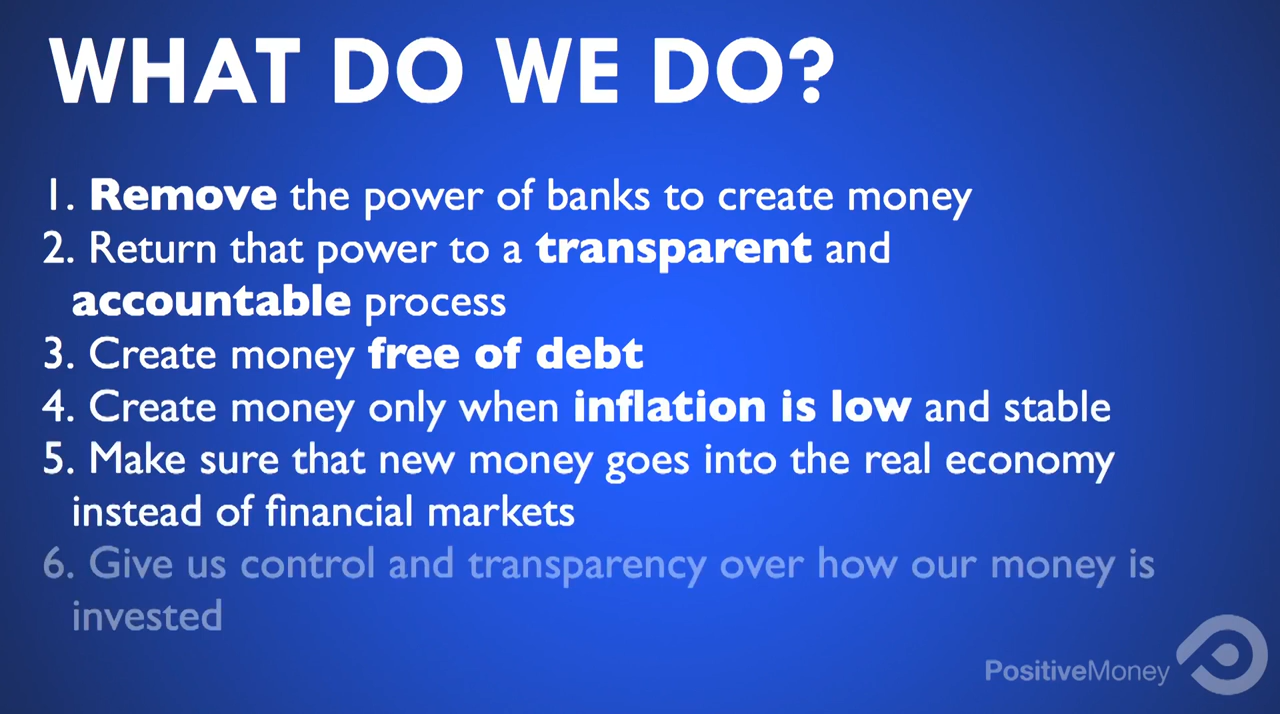 WHAT DO WE DO?
1. Remove the power of banks to create money
2. Return that power to a transparent and
accountable process
3. Create money free of debt
4. Create money only when inflation is low and stable
5. Make sure that new money goes into the real economy
instead of financial markets
6. Give us control and transparency over how our money is
invested
PositiveMoney